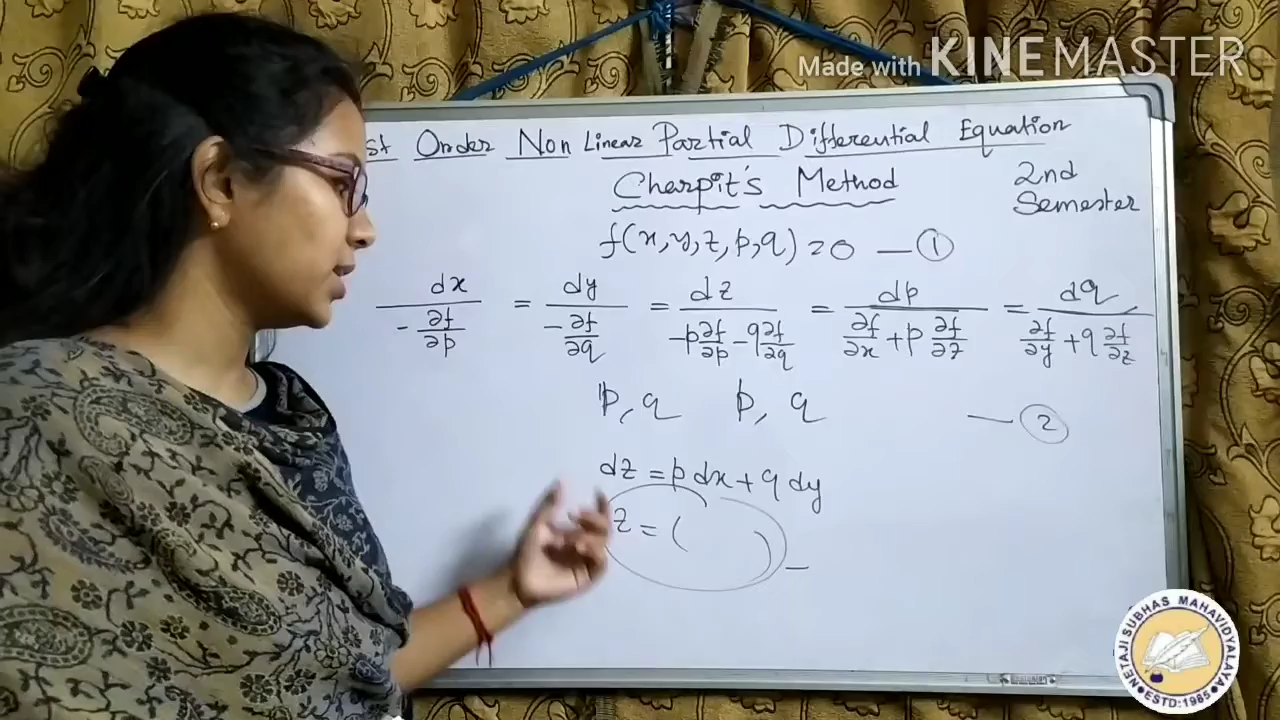 Made with KINEMASTER
st Order Non Linear Partial Differential Equation
Charpit's Method
2nd
Semester
f(x,y,z,p,q)=0 — ①
dx/(-∂f/∂p) = dy/(-∂f/∂q) = dz/(-p∂f/∂p - q∂f/∂q) = dp/(∂f/∂x + p∂f/∂z) = dq/(∂f/∂y + q∂f/∂z)
p, q p, q — ②
dz = p dx + q dy
z = ( ) —
NETAJI SUBHAS MAHAVIDYALAYA
ESTD:1985